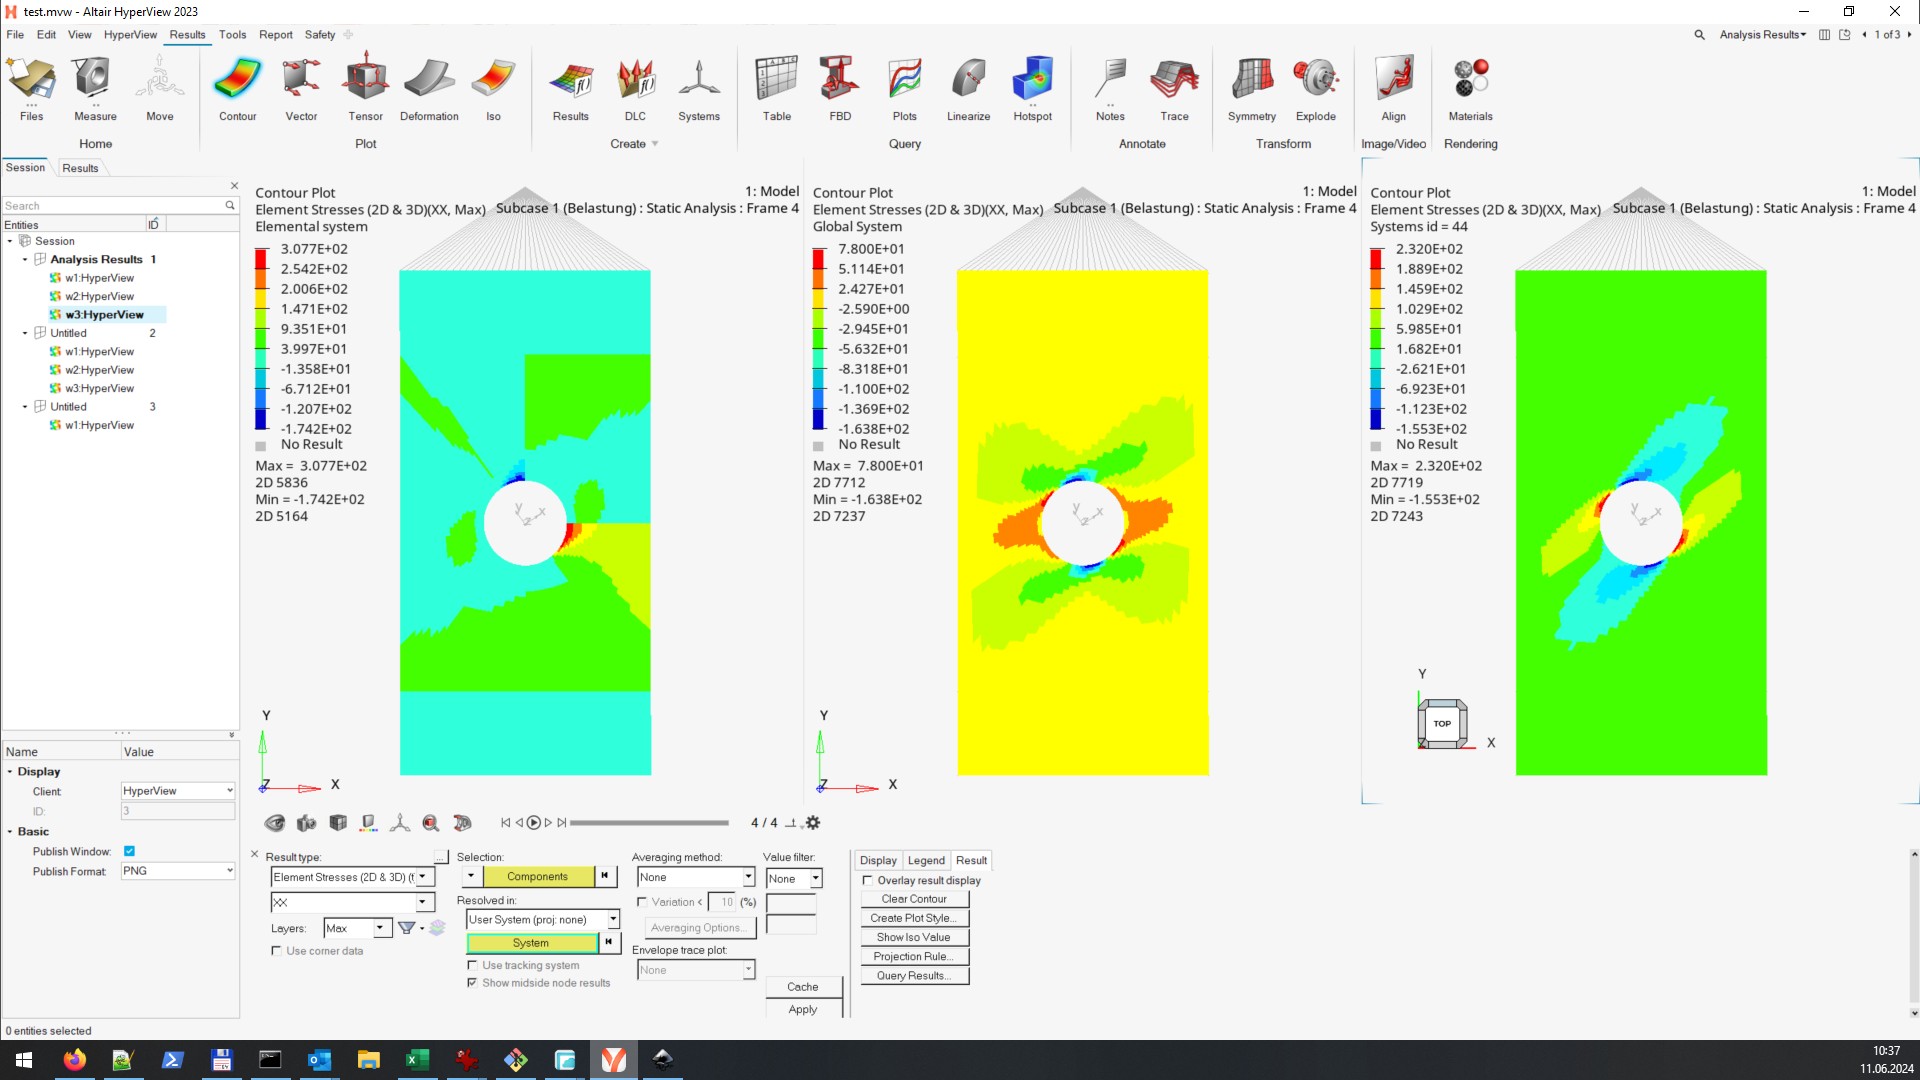 test.mvw - Altair HyperView 2023
File Edit View HyperView Results Tools Report Safety
Analysis Results 1 of 3
Files Measure Move Contour Vector Tensor Deformation Iso Results DLC Systems Table FBD Plots Linearize Hotspot Notes Trace Symmetry Explode Align Materials
Home Plot Create Query Annotate Transform Image/Video Rendering
Session Results
Search
Entities ID
Session
Analysis Results 1
w1:HyperView
w2:HyperView
w3:HyperView
Untitled 2
w1:HyperView
w2:HyperView
w3:HyperView
Untitled 3
w1:HyperView
Name Value
Display
Client: HyperView
ID: 3
Basic
Publish Window:
Publish Format: PNG
0 entities selected
Contour Plot
Element Stresses (2D & 3D)(XX, Max)
Elemental system
1: Model
Subcase 1 (Belastung) : Static Analysis : Frame 4
3.077E+02
2.542E+02
2.006E+02
1.471E+02
9.351E+01
3.997E+01
-1.358E+01
-6.712E+01
-1.207E+02
-1.742E+02
No Result
Max = 3.077E+02
2D 5836
Min = -1.742E+02
2D 5164
y x
z
Y
Z X
Contour Plot
Element Stresses (2D & 3D)(XX, Max)
Global System
1: Model
Subcase 1 (Belastung) : Static Analysis : Frame 4
7.800E+01
5.114E+01
2.427E+01
-2.590E+00
-2.945E+01
-5.632E+01
-8.318E+01
-1.100E+02
-1.369E+02
-1.638E+02
No Result
Max = 7.800E+01
2D 7712
Min = -1.638E+02
2D 7237
y x
z
Y
Z X
Contour Plot
Element Stresses (2D & 3D)(XX, Max)
Systems id = 44
1: Model
Subcase 1 (Belastung) : Static Analysis : Frame 4
2.320E+02
1.889E+02
1.459E+02
1.029E+02
5.985E+01
1.682E+01
-2.621E+01
-6.923E+01
-1.123E+02
-1.553E+02
No Result
Max = 2.320E+02
2D 7719
Min = -1.553E+02
2D 7243
y x
z
Y
TOP
Z X
4 / 4
Result type: ...
Element Stresses (2D & 3D) (t
XX
Layers: Max
Use corner data
Selection:
Components
Resolved in:
User System (proj: none)
System
Use tracking system
Show midside node results
Averaging method:
None
Variation < 10 (%)
Averaging Options...
Envelope trace plot:
None
Value filter:
None
Cache
Apply
Display Legend Result
Overlay result display
Clear Contour
Create Plot Style...
Show Iso Value
Projection Rule...
Query Results...
10:37
11.06.2024